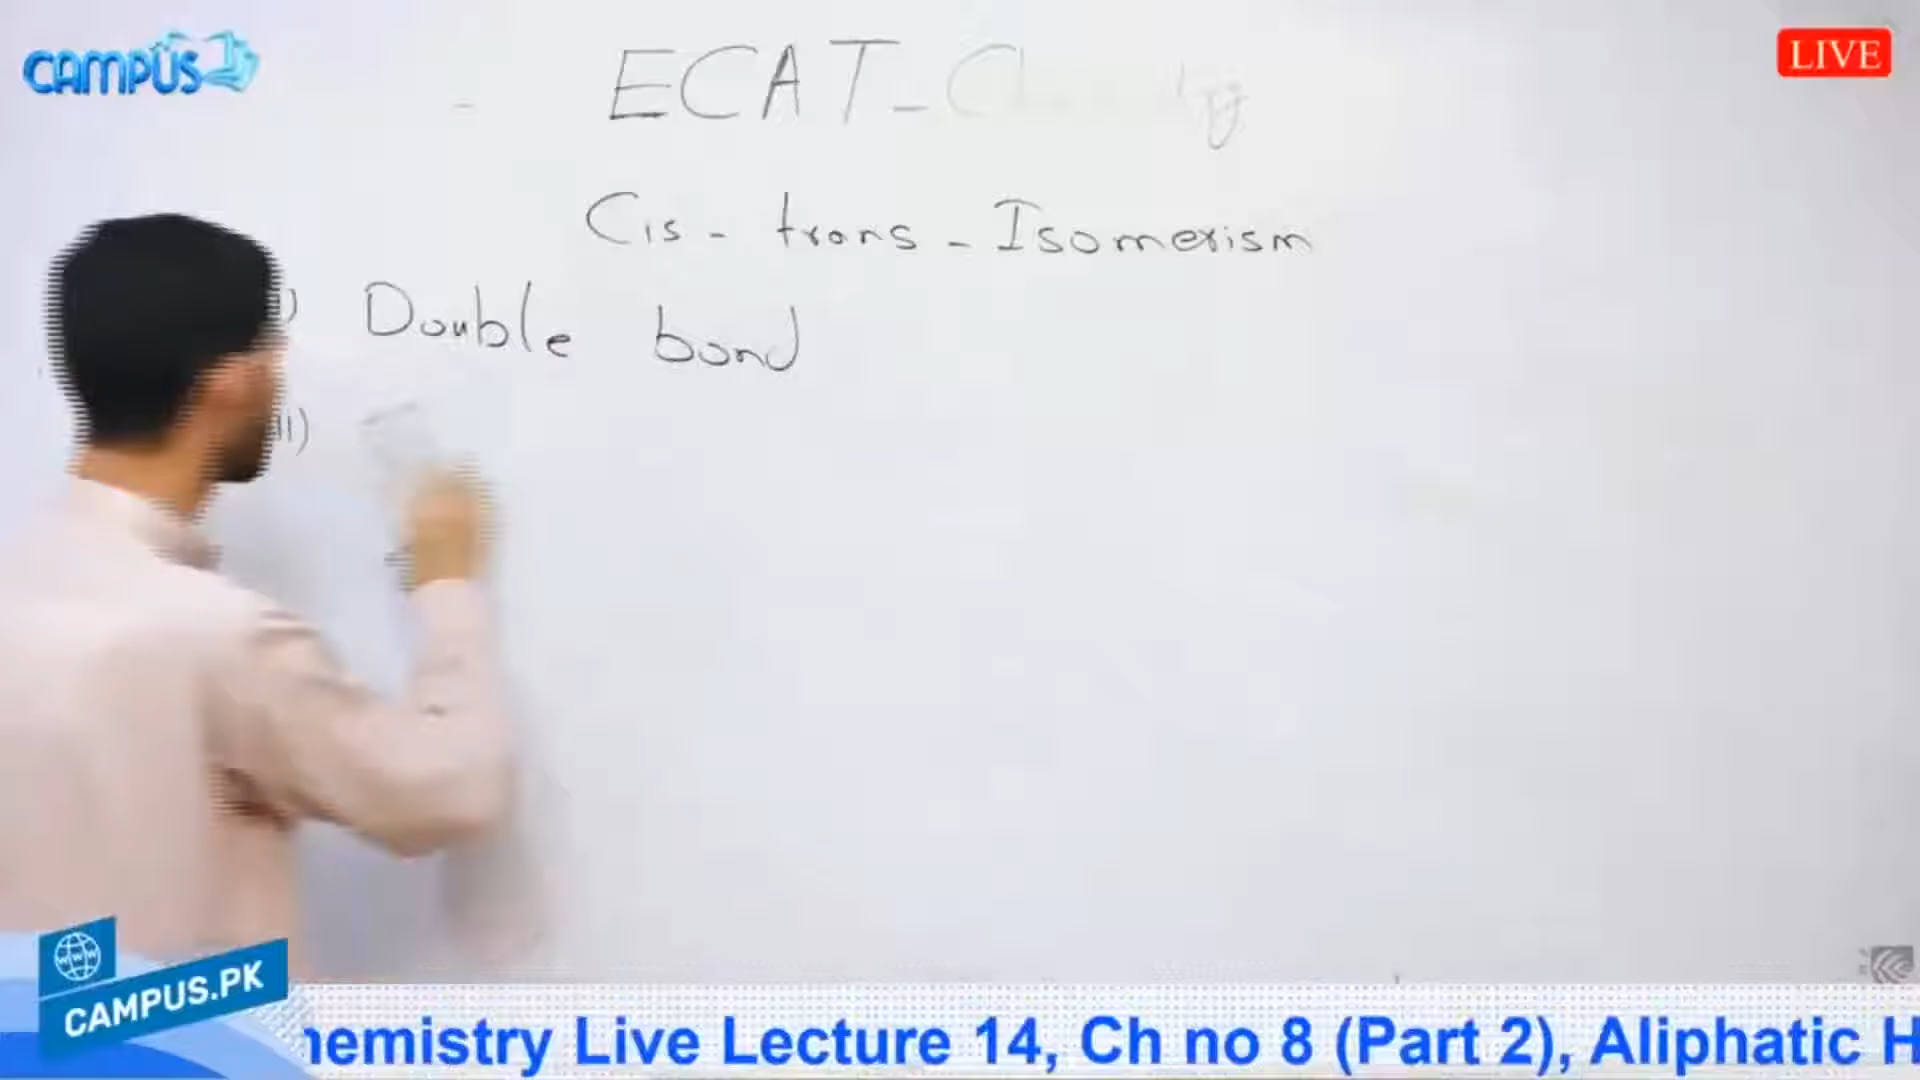 CAMPUS
LIVE
ECAT -
Cis - trans - Isomerism
i) Double bond
ii)
CAMPUS.PK
hemistry Live Lecture 14, Ch no 8 (Part 2), Aliphatic H